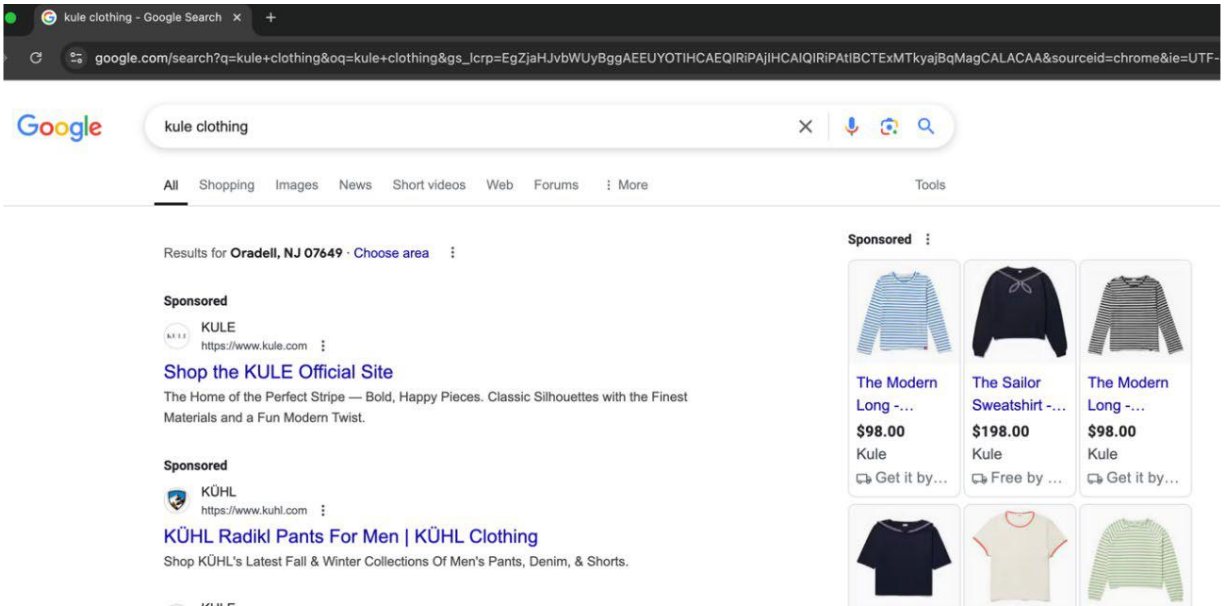 kule clothing - Google Search
google.com/search?q=kule+clothing&oq=kule+clothing&gs_lcrp=EgZjaHJvbWUyBggAEEUYOTIHCAEQIRiPAjIHCAIQIRiPAtIBCTExMTkyajBqMagCALACAA&sourceid=chrome&ie=UTF-
Google
kule clothing
All Shopping Images News Short videos Web Forums More
Tools
Results for Oradell, NJ 07649 · Choose area
Sponsored
KULE
KULE
https://www.kule.com
Shop the KULE Official Site
The Home of the Perfect Stripe — Bold, Happy Pieces. Classic Silhouettes with the Finest
Materials and a Fun Modern Twist.
Sponsored
KÜHL
https://www.kuhl.com
KÜHL Radikl Pants For Men | KÜHL Clothing
Shop KÜHL's Latest Fall & Winter Collections Of Men's Pants, Denim, & Shorts.
Sponsored
The Modern
Long -...
$98.00
Kule
Get it by...
The Sailor
Sweatshirt -...
$198.00
Kule
Free by ...
The Modern
Long -...
$98.00
Kule
Get it by...